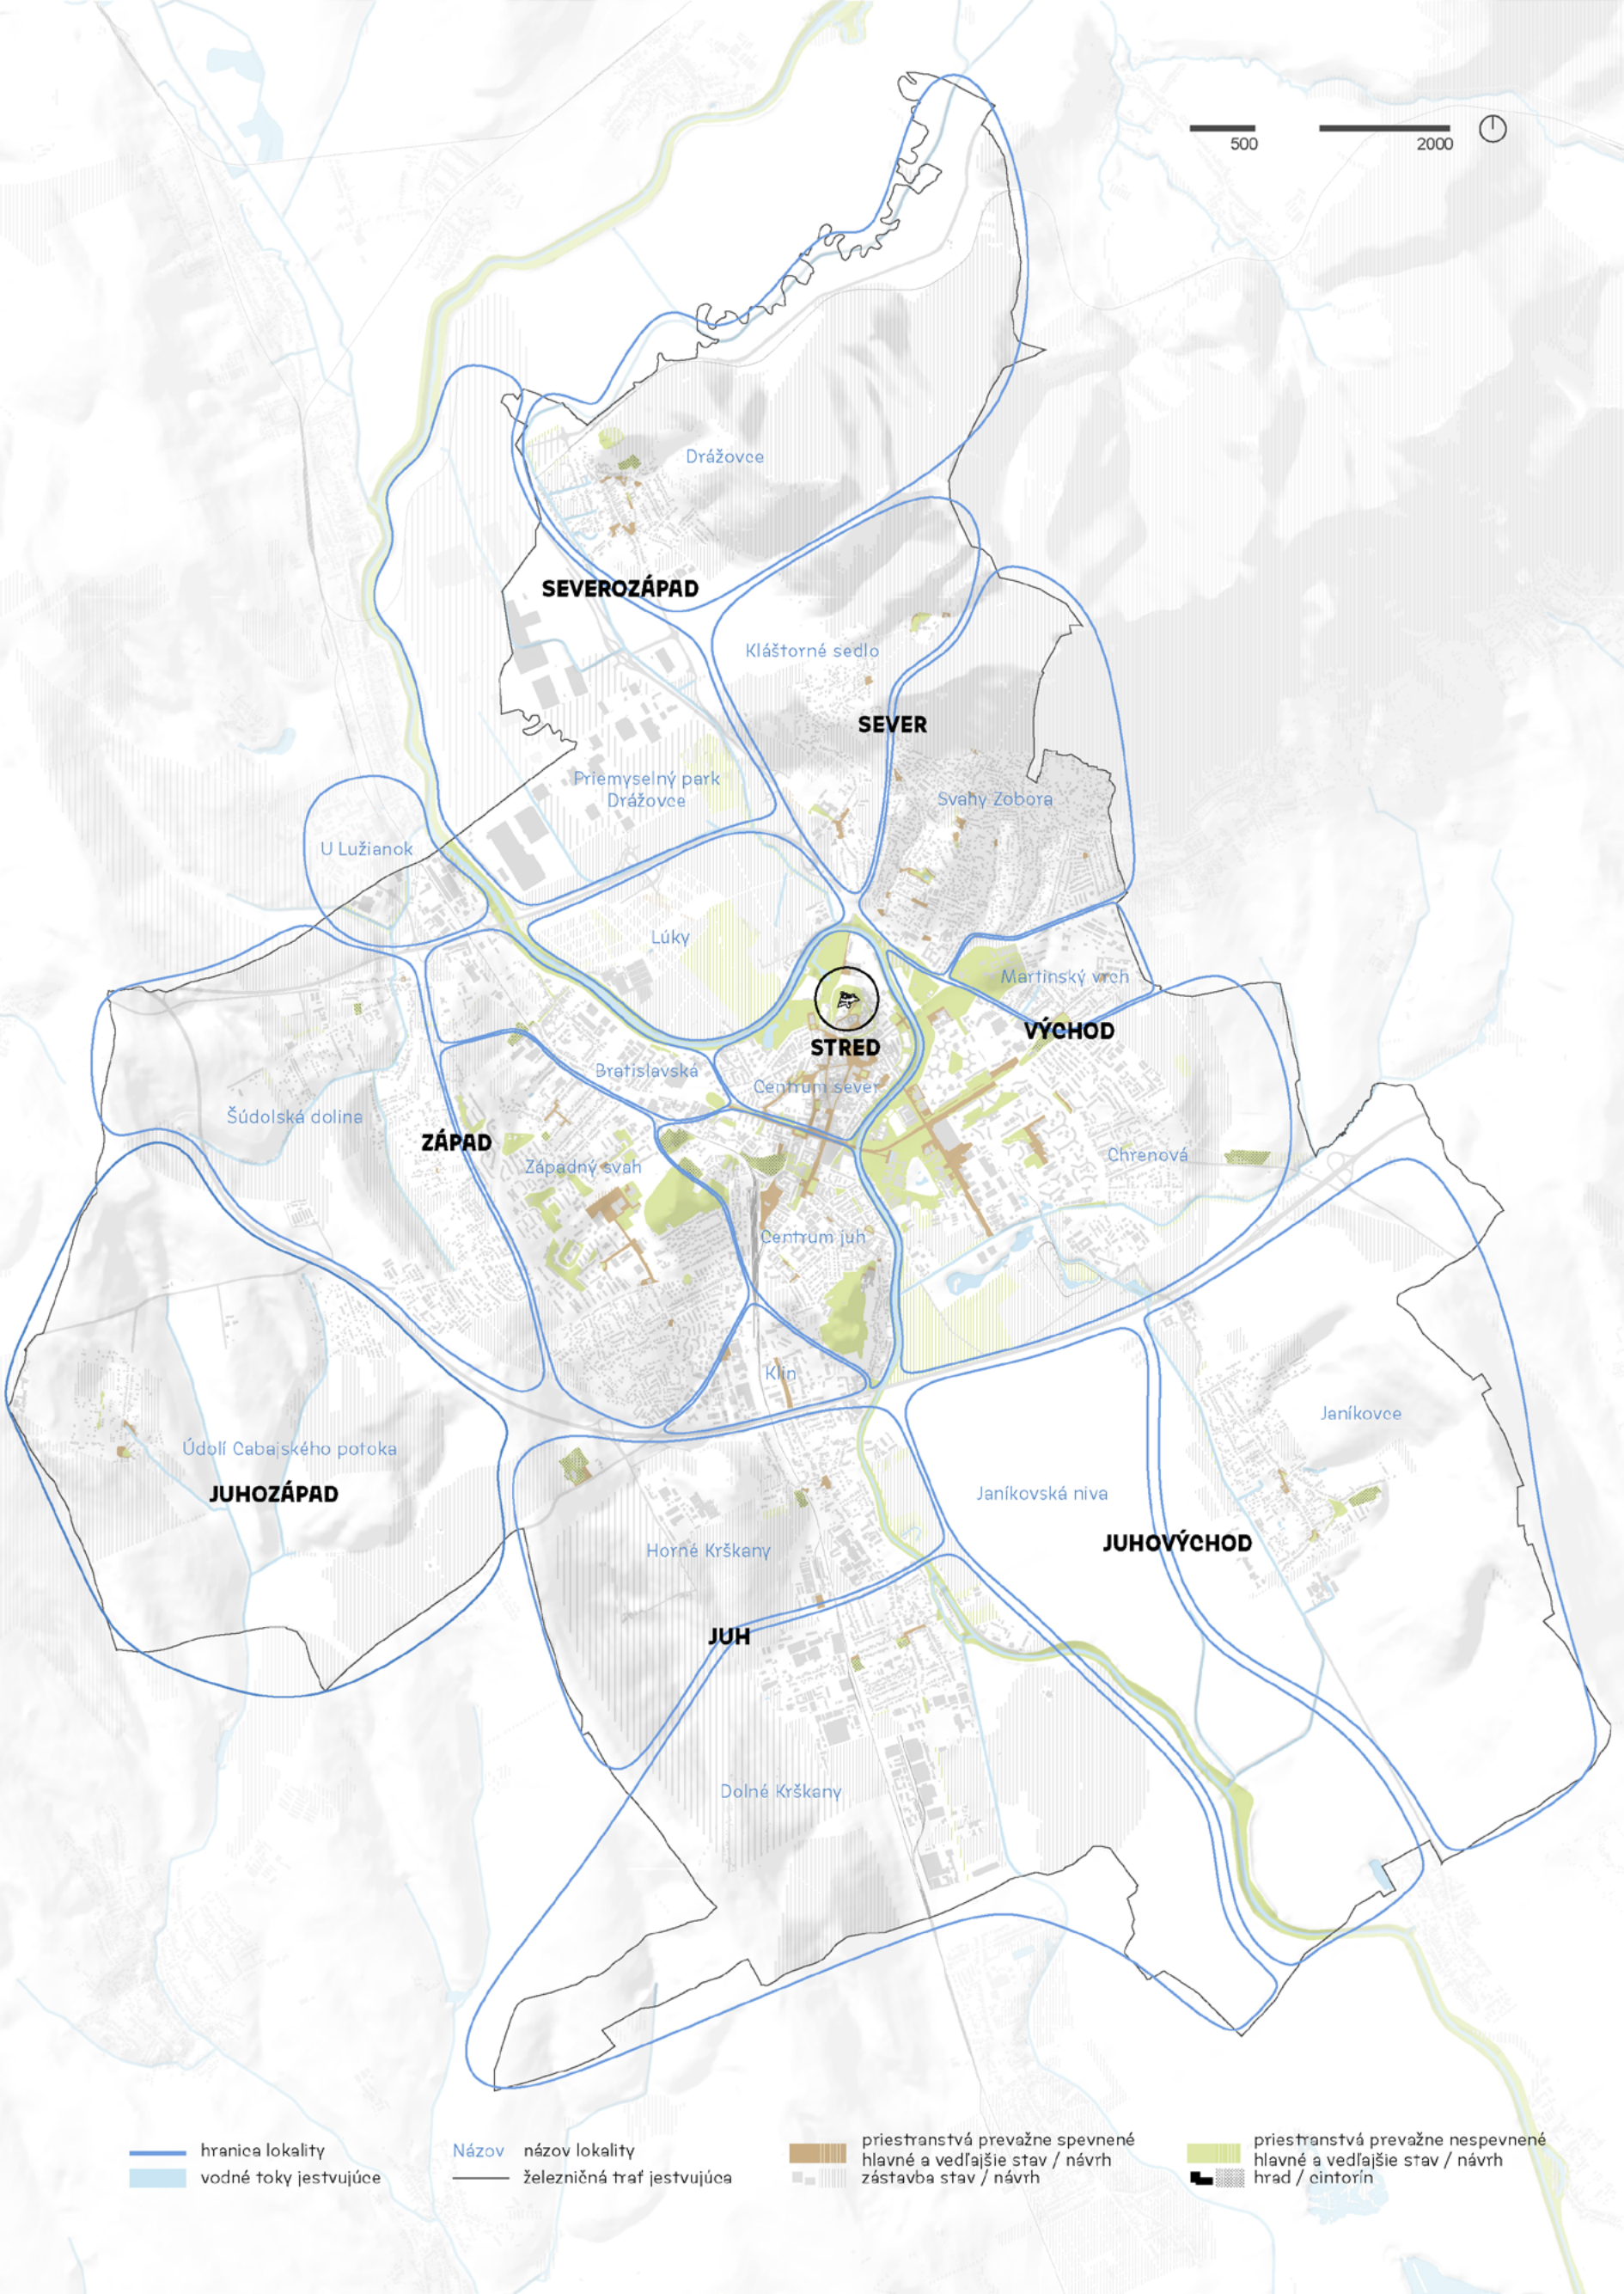 500
2000
Drážovce
SEVEROZÁPAD
Kláštorné sedlo
SEVER
Priemyselný park
Drážovce
Svahy Zobora
U Lužianok
Lúky
Martinský vrch
VÝCHOD
STRED
Bratislavská
Centrum sever
Šúdolská dolina
ZÁPAD
Západný svah
Chrenová
Centrum juh
Klin
Janíkovce
Údolí Cabajského potoka
JUHOZÁPAD
Janíkovská niva
JUHOVÝCHOD
Horné Krškany
JUH
Dolné Krškany
hranica lokality
vodné toky jestvujúce
Názov názov lokality
železničná trať jestvujúca
priestranstvá prevažne spevnené
hlavné a vedľajšie stav / návrh
zástavba stav / návrh
priestranstvá prevažne nespevnené
hlavné a vedľajšie stav / návrh
hrad / cintorín